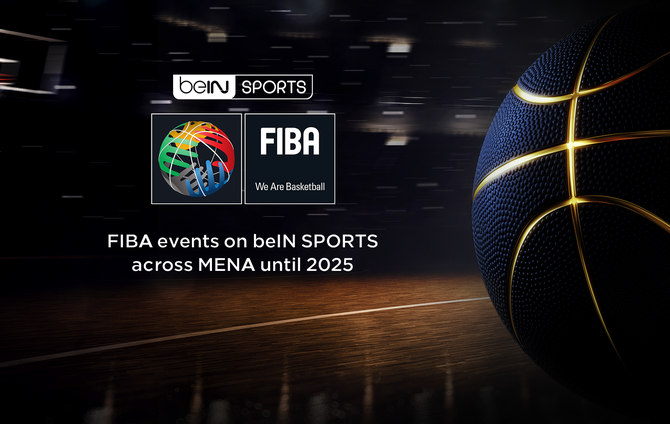 beIN SPORTS
FIBA
We Are Basketball
FIBA events on beIN SPORTS
across MENA until 2025